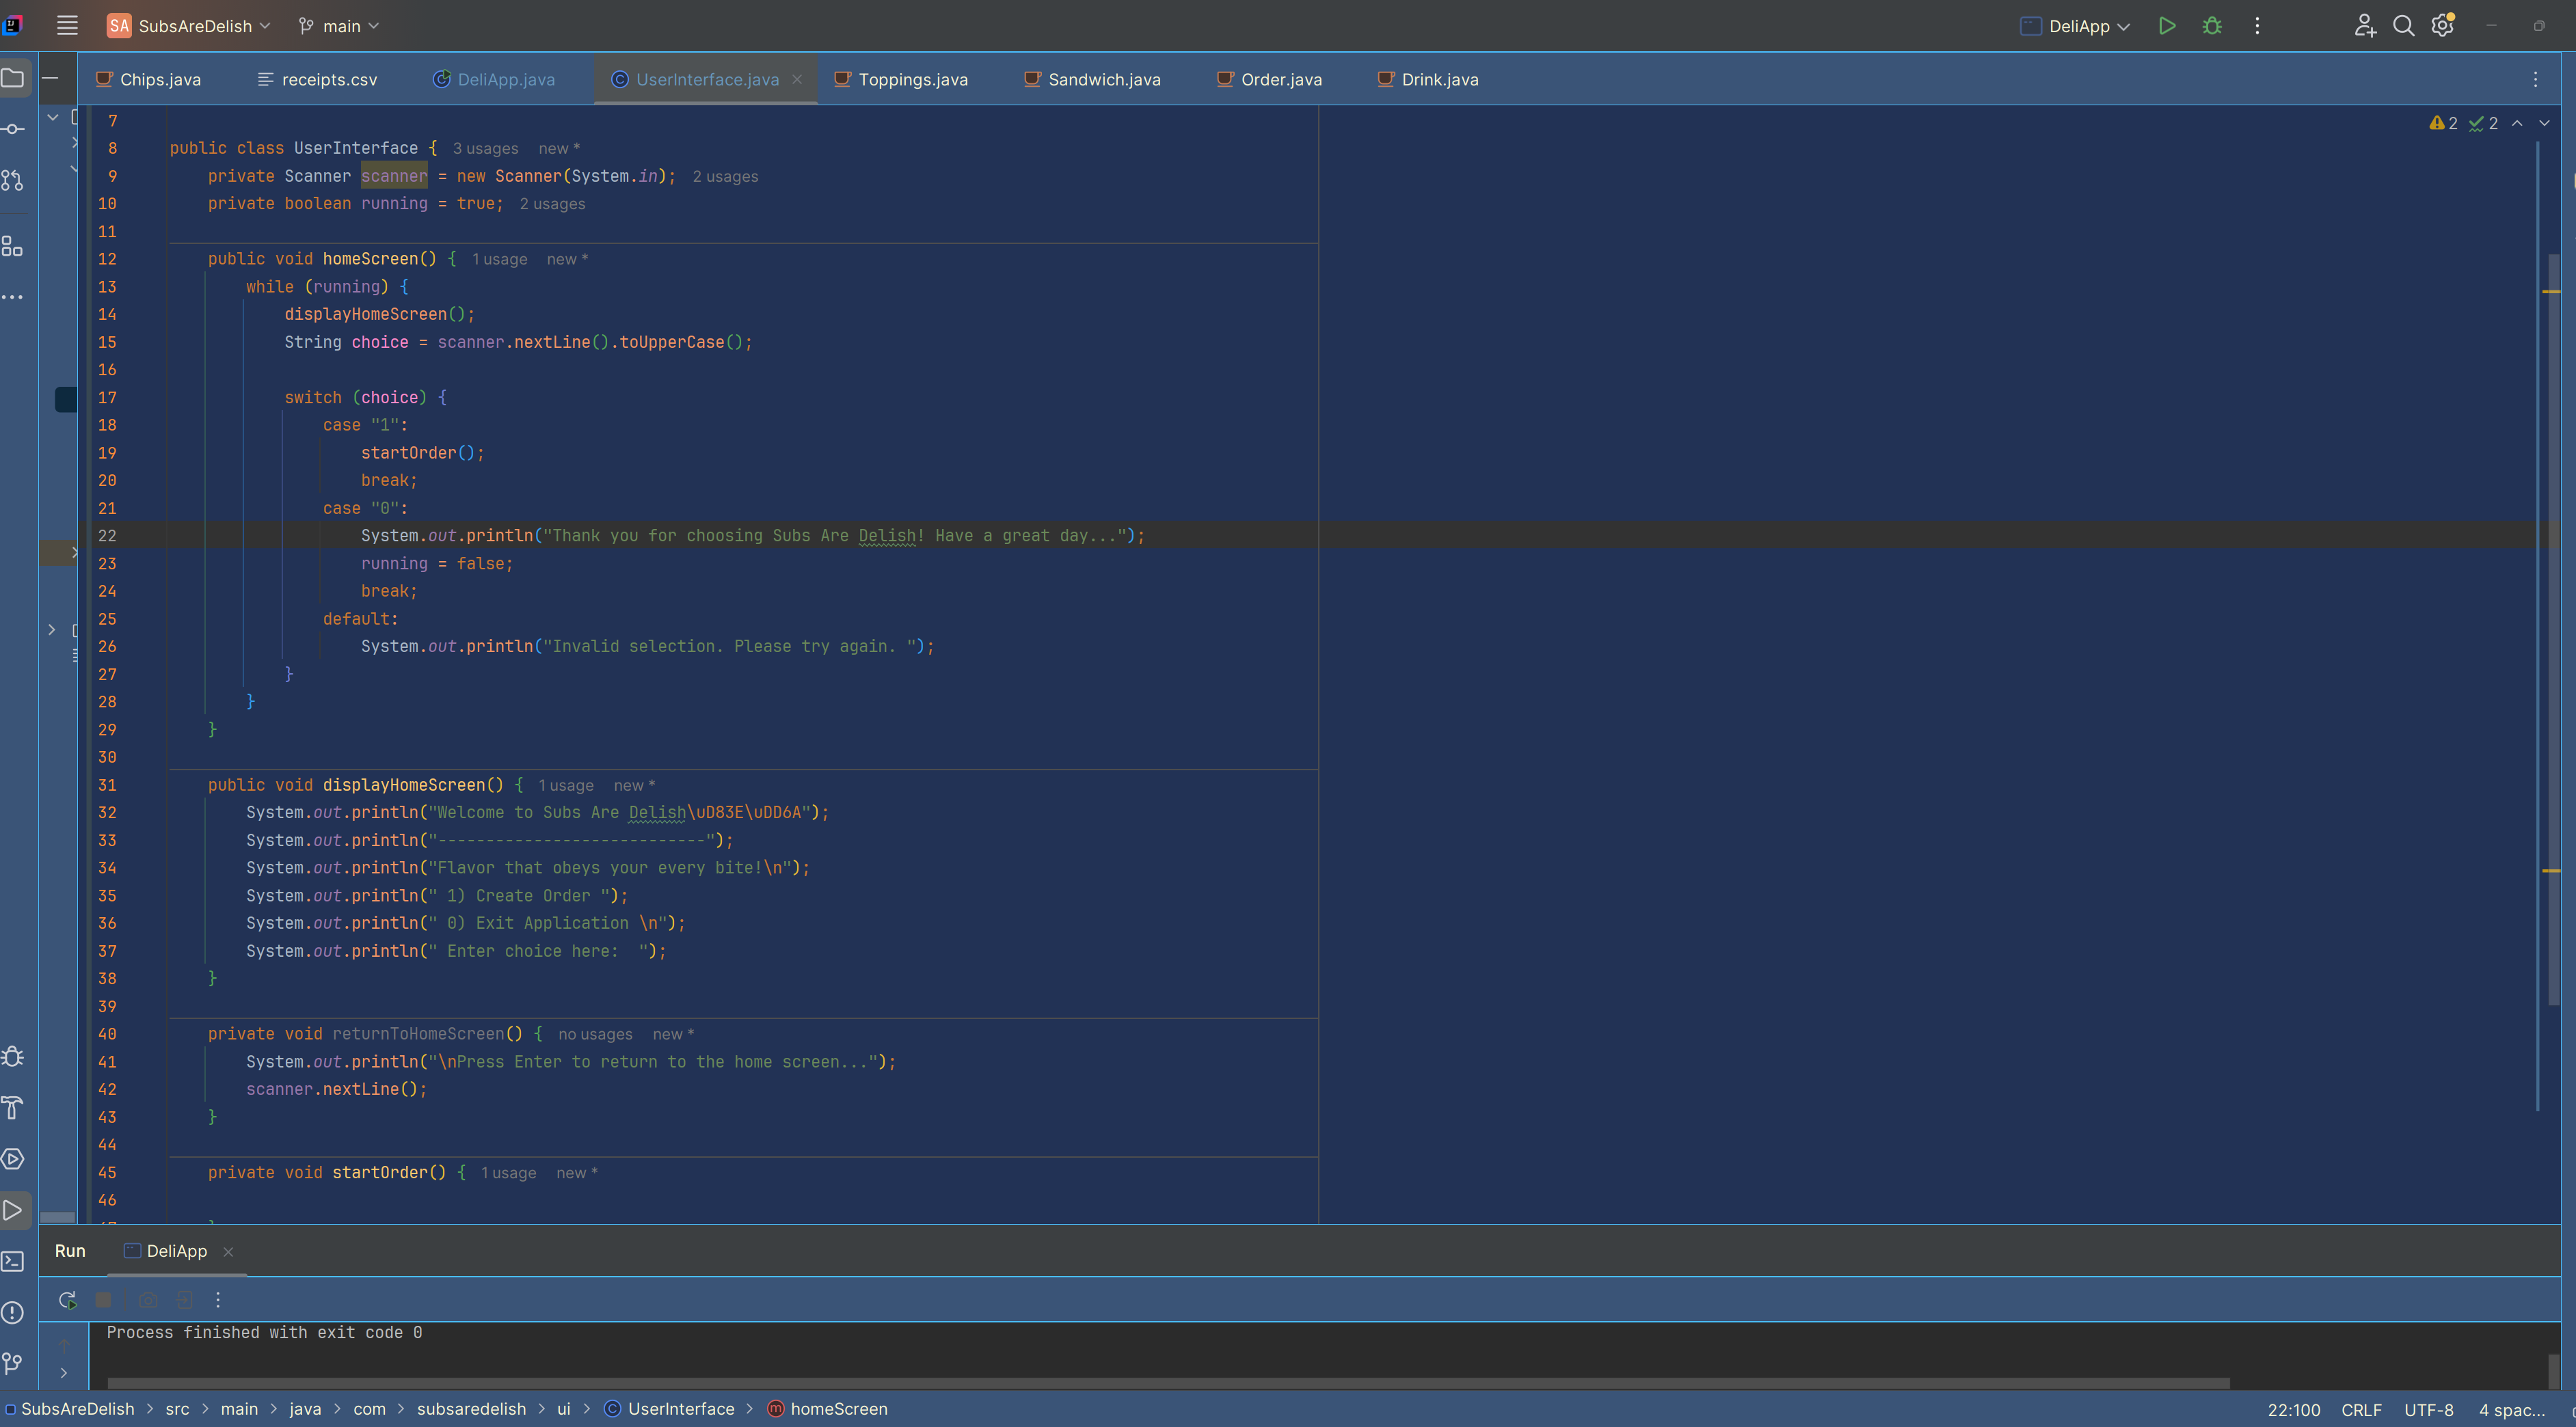 SA SubsAreDelish main DeliApp
Chips.java receipts.csv DeliApp.java UserInterface.java Toppings.java Sandwich.java Order.java Drink.java
2 2
7
8 public class UserInterface { 3 usages new *
9 private Scanner scanner = new Scanner(System.in); 2 usages
10 private boolean running = true; 2 usages
11
12 public void homeScreen() { 1 usage new *
13 while (running) {
14 displayHomeScreen();
15 String choice = scanner.nextLine().toUpperCase();
16
17 switch (choice) {
18 case "1":
19 startOrder();
20 break;
21 case "0":
22 System.out.println("Thank you for choosing Subs Are Delish! Have a great day...");
23 running = false;
24 break;
25 default:
26 System.out.println("Invalid selection. Please try again. ");
27 }
28 }
29 }
30
31 public void displayHomeScreen() { 1 usage new *
32 System.out.println("Welcome to Subs Are Delish\uD83E\uDD6A");
33 System.out.println("----------------------------");
34 System.out.println("Flavor that obeys your every bite!\n");
35 System.out.println(" 1) Create Order ");
36 System.out.println(" 0) Exit Application \n");
37 System.out.println(" Enter choice here:  ");
38 }
39
40 private void returnToHomeScreen() { no usages new *
41 System.out.println("\nPress Enter to return to the home screen...");
42 scanner.nextLine();
43 }
44
45 private void startOrder() { 1 usage new *
46
Run DeliApp
Process finished with exit code 0
SubsAreDelish > src > main > java > com > subsaredelish > ui > UserInterface > homeScreen 22:100 CRLF UTF-8 4 spac...